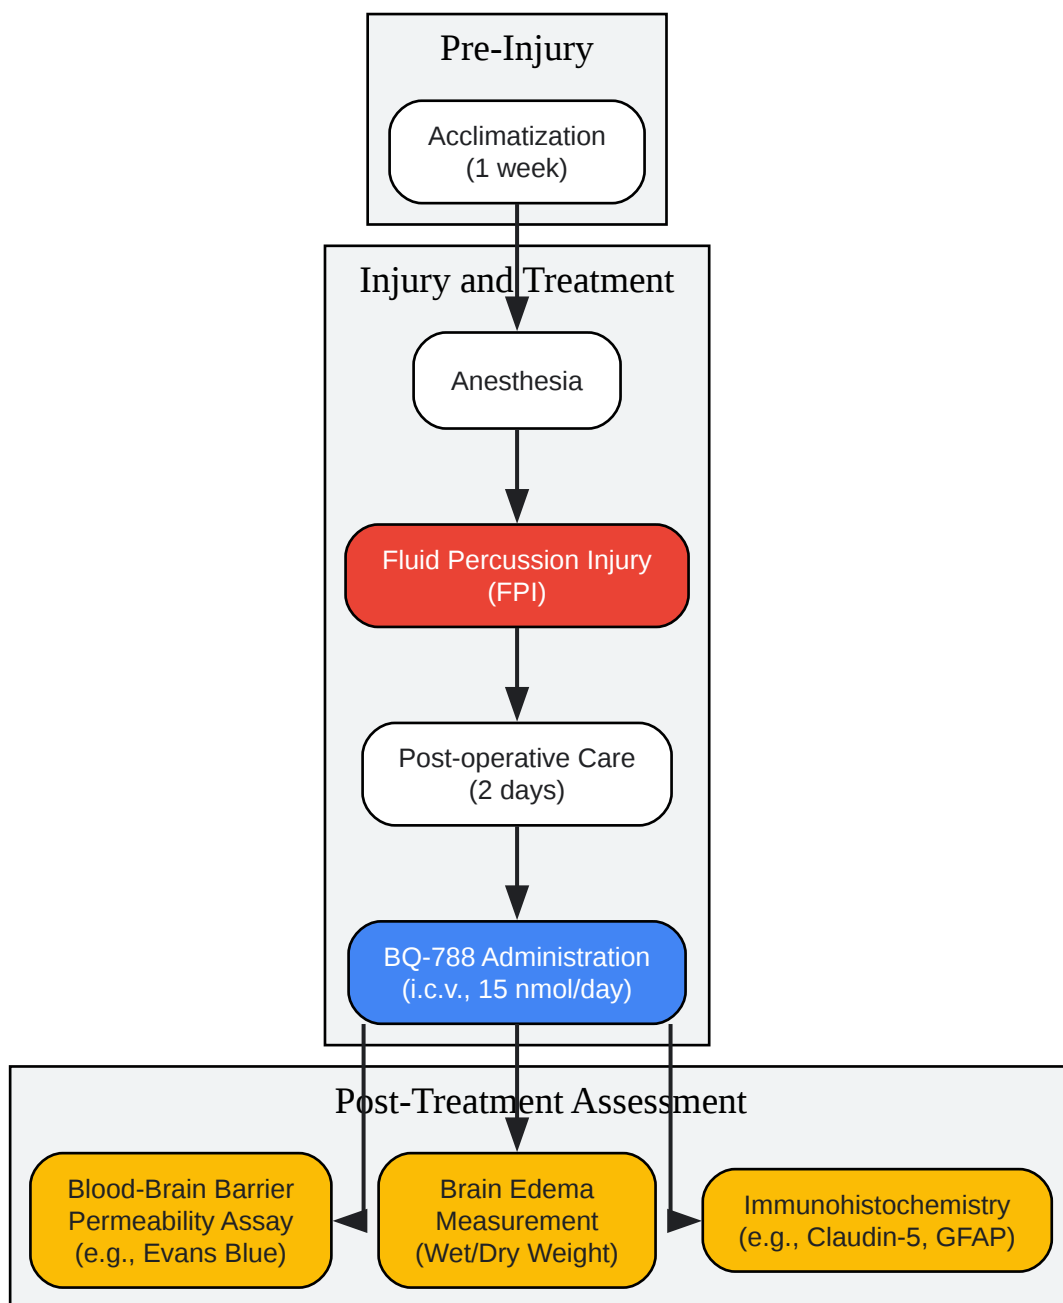 Pre-Injury
Acclimatization
(1 week)
Injury and Treatment
Anesthesia
Fluid Percussion Injury
(FPI)
Post-operative Care
(2 days)
BQ-788 Administration
(i.c.v., 15 nmol/day)
Post-Treatment Assessment
Blood-Brain Barrier
Permeability Assay
(e.g., Evans Blue)
Brain Edema
Measurement
(Wet/Dry Weight)
Immunohistochemistry
(e.g., Claudin-5, GFAP)